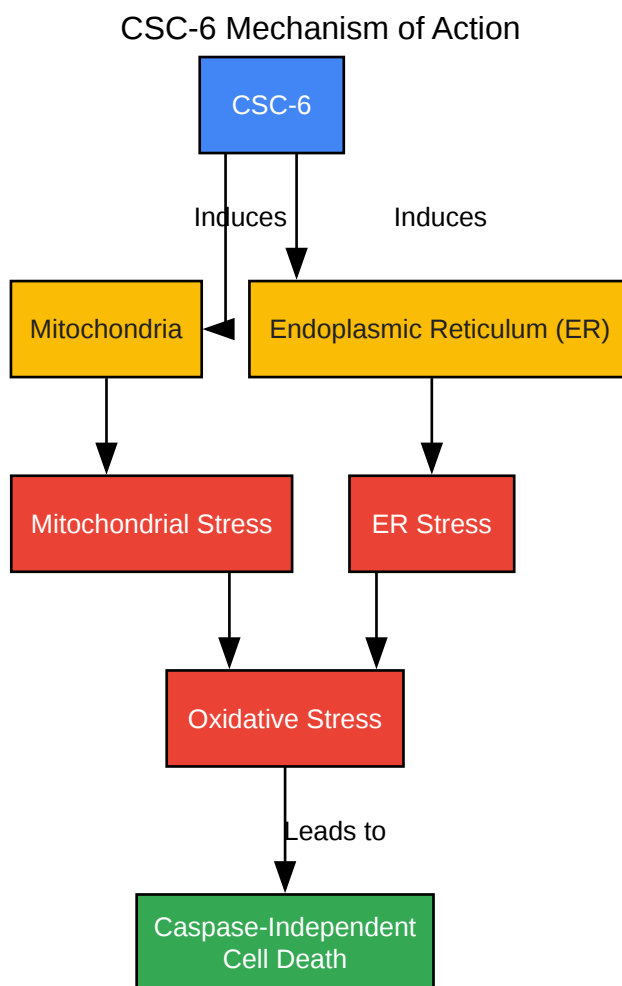 CSC-6 Mechanism of Action
CSC-6
Induces
Induces
Mitochondria
Endoplasmic Reticulum (ER)
Mitochondrial Stress
ER Stress
Oxidative Stress
Leads to
Caspase-Independent
Cell Death